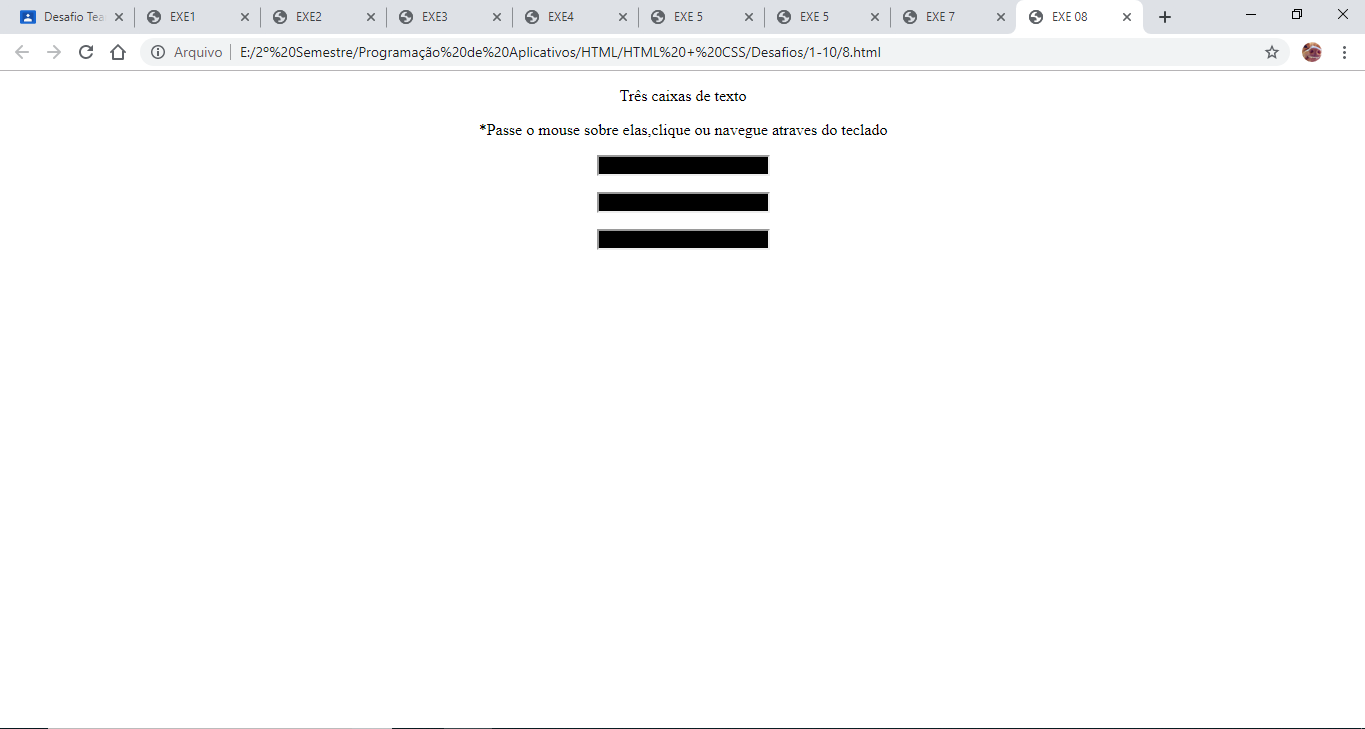 Desafio Tea
EXE1
EXE2
EXE3
EXE4
EXE 5
EXE 5
EXE 7
EXE 08
Arquivo | E:/2º%20Semestre/Programação%20de%20Aplicativos/HTML/HTML%20+%20CSS/Desafios/1-10/8.html
Três caixas de texto
*Passe o mouse sobre elas,clique ou navegue atraves do teclado